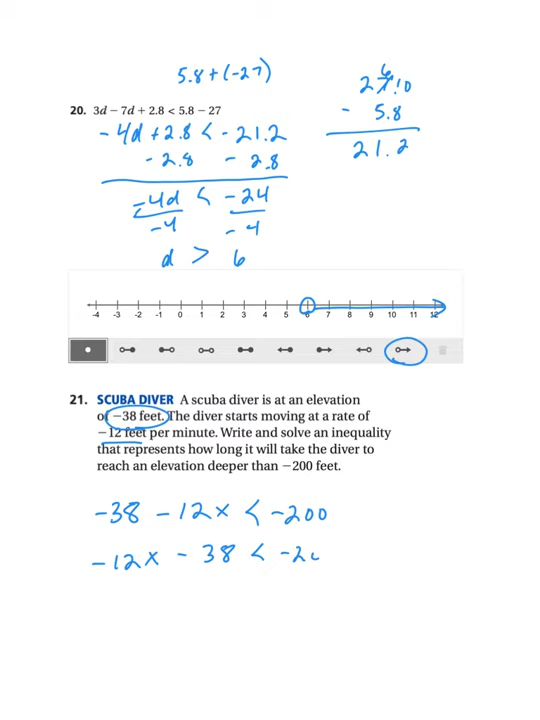 5.8 + (-27)
6
2 7.10
- 5.8
21.2
20. 3d − 7d + 2.8 < 5.8 − 27
- 4d + 2.8 < - 21.2
- 2.8 - 2.8
-4d < -24
-4 -4
d > 6
-4 -3 -2 -1 0 1 2 3 4 5 6 7 8 9 10 11 12
21. SCUBA DIVER A scuba diver is at an elevation
of −38 feet. The diver starts moving at a rate of
−12 feet per minute. Write and solve an inequality
that represents how long it will take the diver to
reach an elevation deeper than −200 feet.
-38 - 12x < -200
-12x - 38 < -20